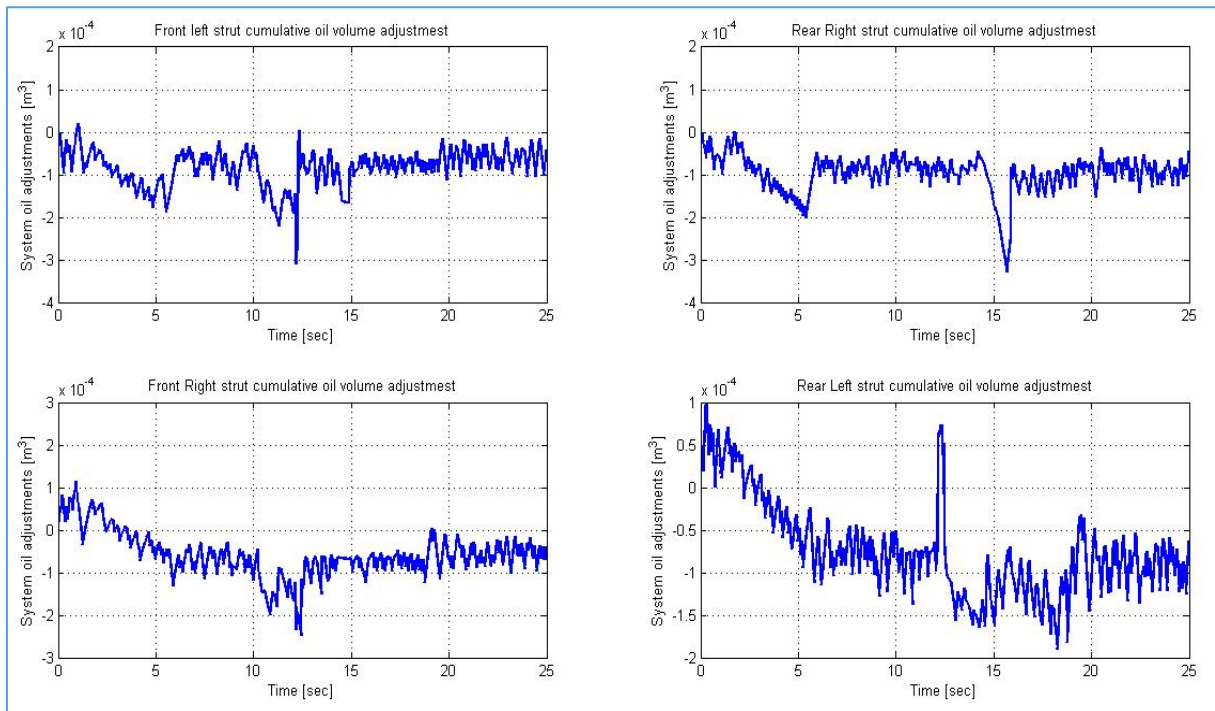 x 10⁻⁴
Front left strut cumulative oil volume adjustmest
System oil adjustments [m³]
2
1
0
-1
-2
-3
-4
0 5 10 15 20 25
Time [sec]
x 10⁻⁴
Rear Right strut cumulative oil volume adjustmest
System oil adjustments [m³]
2
1
0
-1
-2
-3
-4
0 5 10 15 20 25
Time [sec]
x 10⁻⁴
Front Right strut cumulative oil volume adjustmest
System oil adjustments [m³]
3
2
1
0
-1
-2
-3
0 5 10 15 20 25
Time [sec]
x 10⁻⁴
Rear Left strut cumulative oil volume adjustmest
System oil adjustments [m³]
1
0.5
0
-0.5
-1
-1.5
-2
0 5 10 15 20 25
Time [sec]